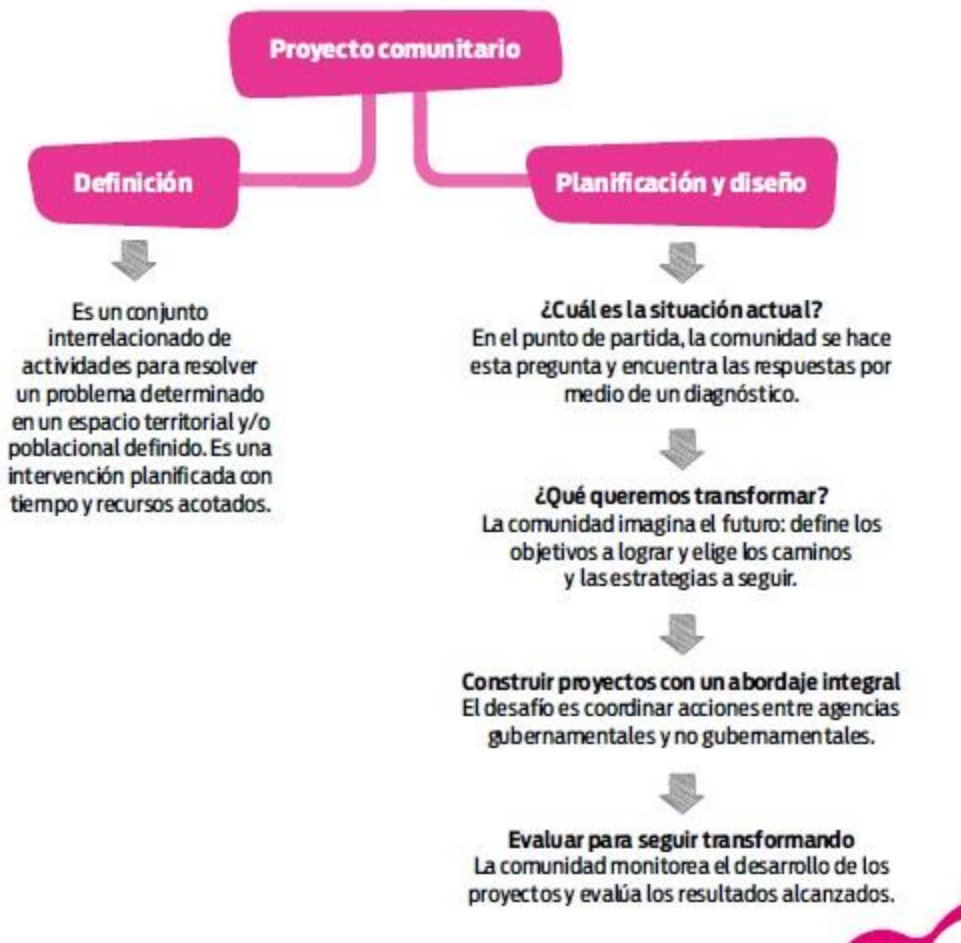 Proyecto comunitario
Definición
Es un conjunto
interrelacionado de
actividades para resolver
un problema determinado
en un espacio territorial y/o
poblacional definido. Es una
intervención planificada con
tiempo y recursos acotados.
Planificación y diseño
¿Cuál es la situación actual?
En el punto de partida, la comunidad se hace
esta pregunta y encuentra las respuestas por
medio de un diagnóstico.
¿Qué queremos transformar?
La comunidad imagina el futuro: define los
objetivos a lograr y elige los caminos
y las estrategias a seguir.
Construir proyectos con un abordaje integral
El desafío es coordinar acciones entre agencias
gubernamentales y no gubernamentales.
Evaluar para seguir transformando
La comunidad monitorea el desarrollo de los
proyectos y evalúa los resultados alcanzados.